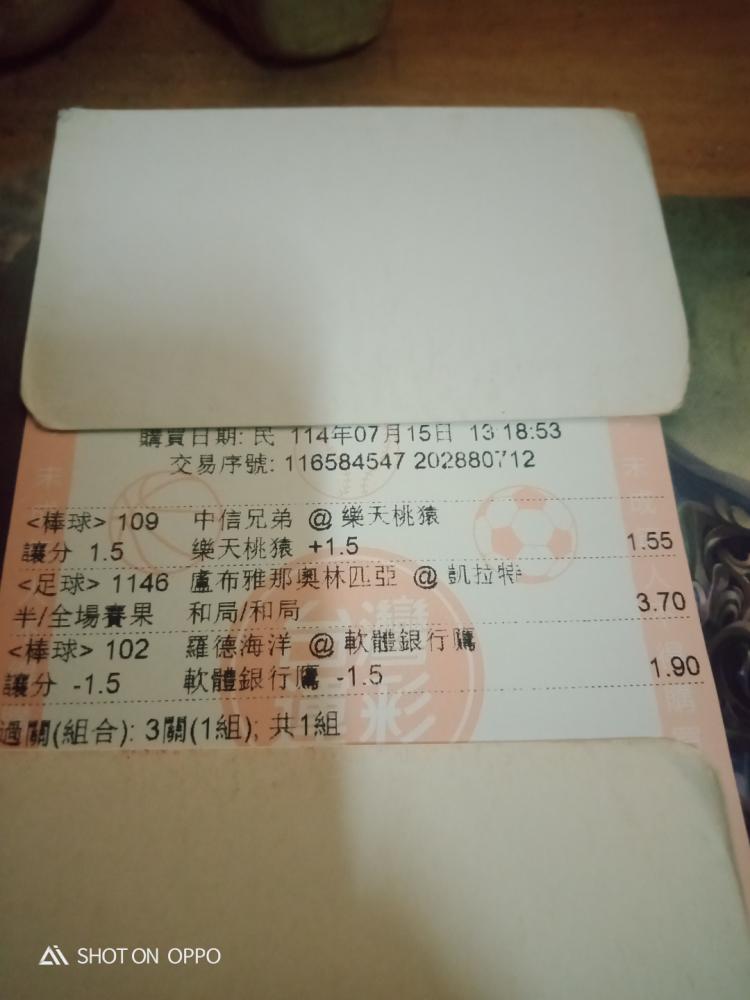 購買日期: 民 114年07月15日 13:18:53
交易序號: 116584547 202880712
<棒球> 109 中信兄弟 @ 樂天桃猿
讓分 1.5 樂天桃猿 +1.5 1.55
<足球> 1146 盧布雅那奧林匹亞 @ 凱拉特
半/全場賽果 和局/和局 3.70
<棒球> 102 羅德海洋 @ 軟體銀行鷹
讓分 -1.5 軟體銀行鷹 -1.5 1.90
過關(組合): 3關(1組); 共1組
台灣
彩
SHOT ON OPPO